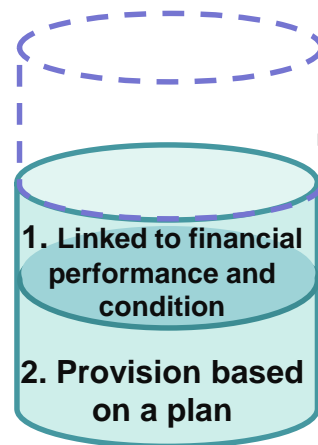 1. Linked to financial
performance and
condition
2. Provision based
on a plan